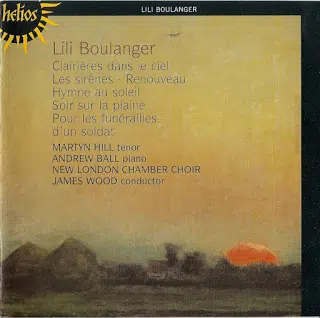 LILI BOULANGER
helios
Lili Boulanger
Clairières dans le ciel
Les sirènes · Renouveau
Hymne au soleil
Soir sur la plaine
Pour les funérailles
d'un soldat
MARTYN HILL tenor
ANDREW BALL piano
NEW LONDON CHAMBER CHOIR
JAMES WOOD conductor